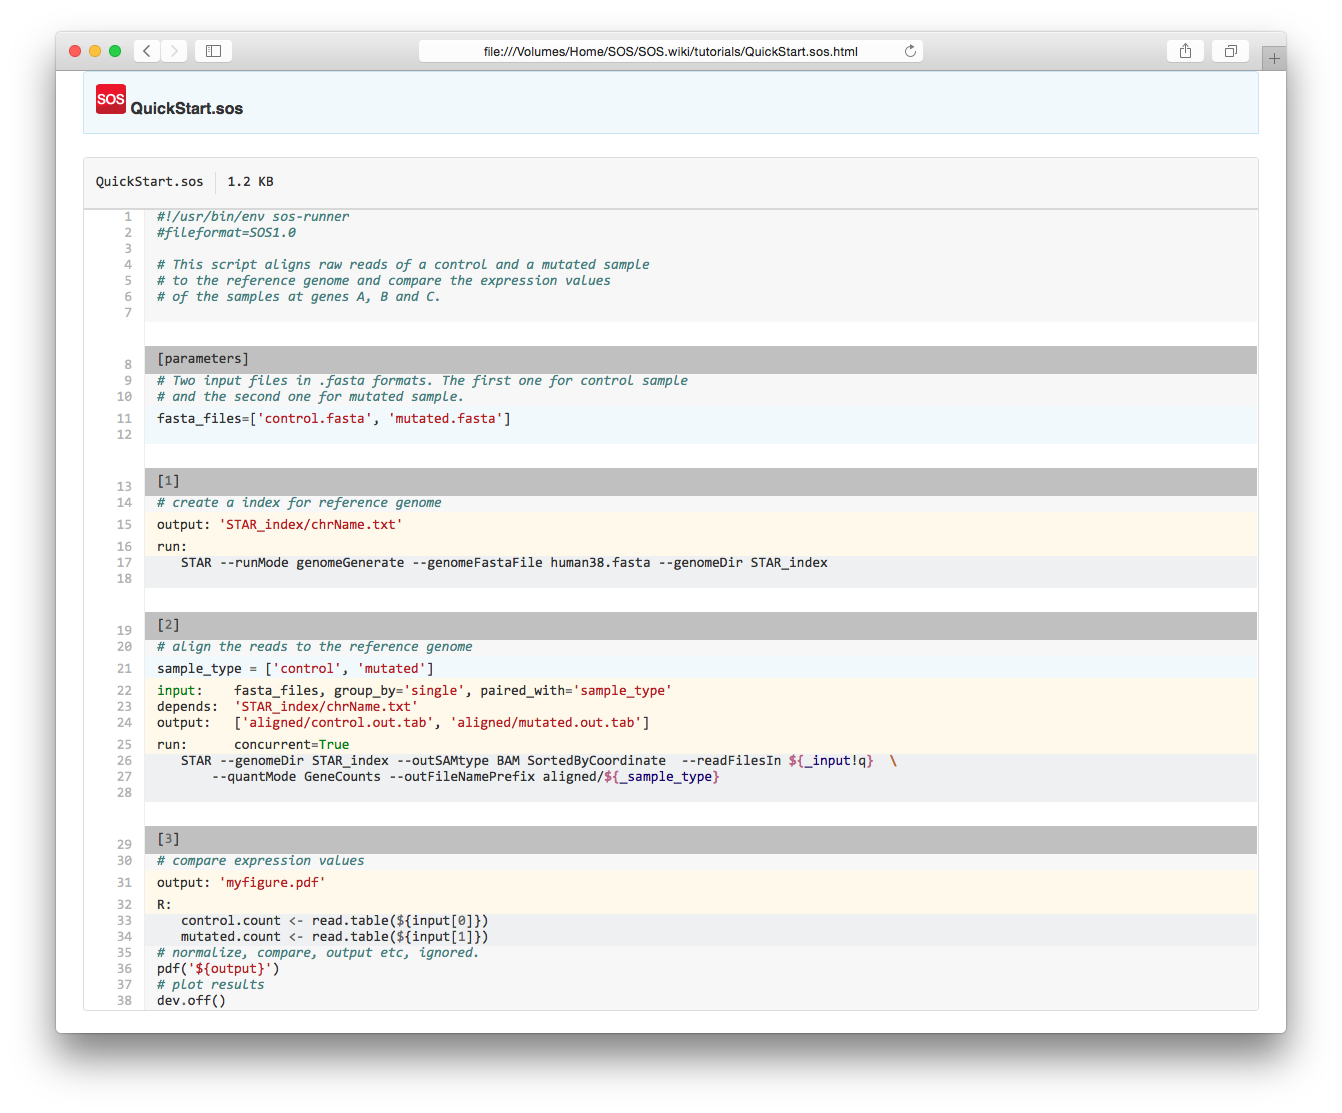 file:///Volumes/Home/SOS/SOS.wiki/tutorials/QuickStart.sos.html
SOS QuickStart.sos
QuickStart.sos 1.2 KB
1 #!/usr/bin/env sos-runner
2 #fileformat=SOS1.0
3
4 # This script aligns raw reads of a control and a mutated sample
5 # to the reference genome and compare the expression values
6 # of the samples at genes A, B and C.
7
8 [parameters]
9 # Two input files in .fasta formats. The first one for control sample
10 # and the second one for mutated sample.
11 fasta_files=['control.fasta', 'mutated.fasta']
12
13 [1]
14 # create a index for reference genome
15 output: 'STAR_index/chrName.txt'
16 run:
17 STAR --runMode genomeGenerate --genomeFastaFile human38.fasta --genomeDir STAR_index
18
19 [2]
20 # align the reads to the reference genome
21 sample_type = ['control', 'mutated']
22 input: fasta_files, group_by='single', paired_with='sample_type'
23 depends: 'STAR_index/chrName.txt'
24 output: ['aligned/control.out.tab', 'aligned/mutated.out.tab']
25 run: concurrent=True
26 STAR --genomeDir STAR_index --outSAMtype BAM SortedByCoordinate --readFilesIn ${_input!q} \
27 --quantMode GeneCounts --outFileNamePrefix aligned/${_sample_type}
28
29 [3]
30 # compare expression values
31 output: 'myfigure.pdf'
32 R:
33 control.count <- read.table(${input[0]})
34 mutated.count <- read.table(${input[1]})
35 # normalize, compare, output etc, ignored.
36 pdf('${output}')
37 # plot results
38 dev.off()